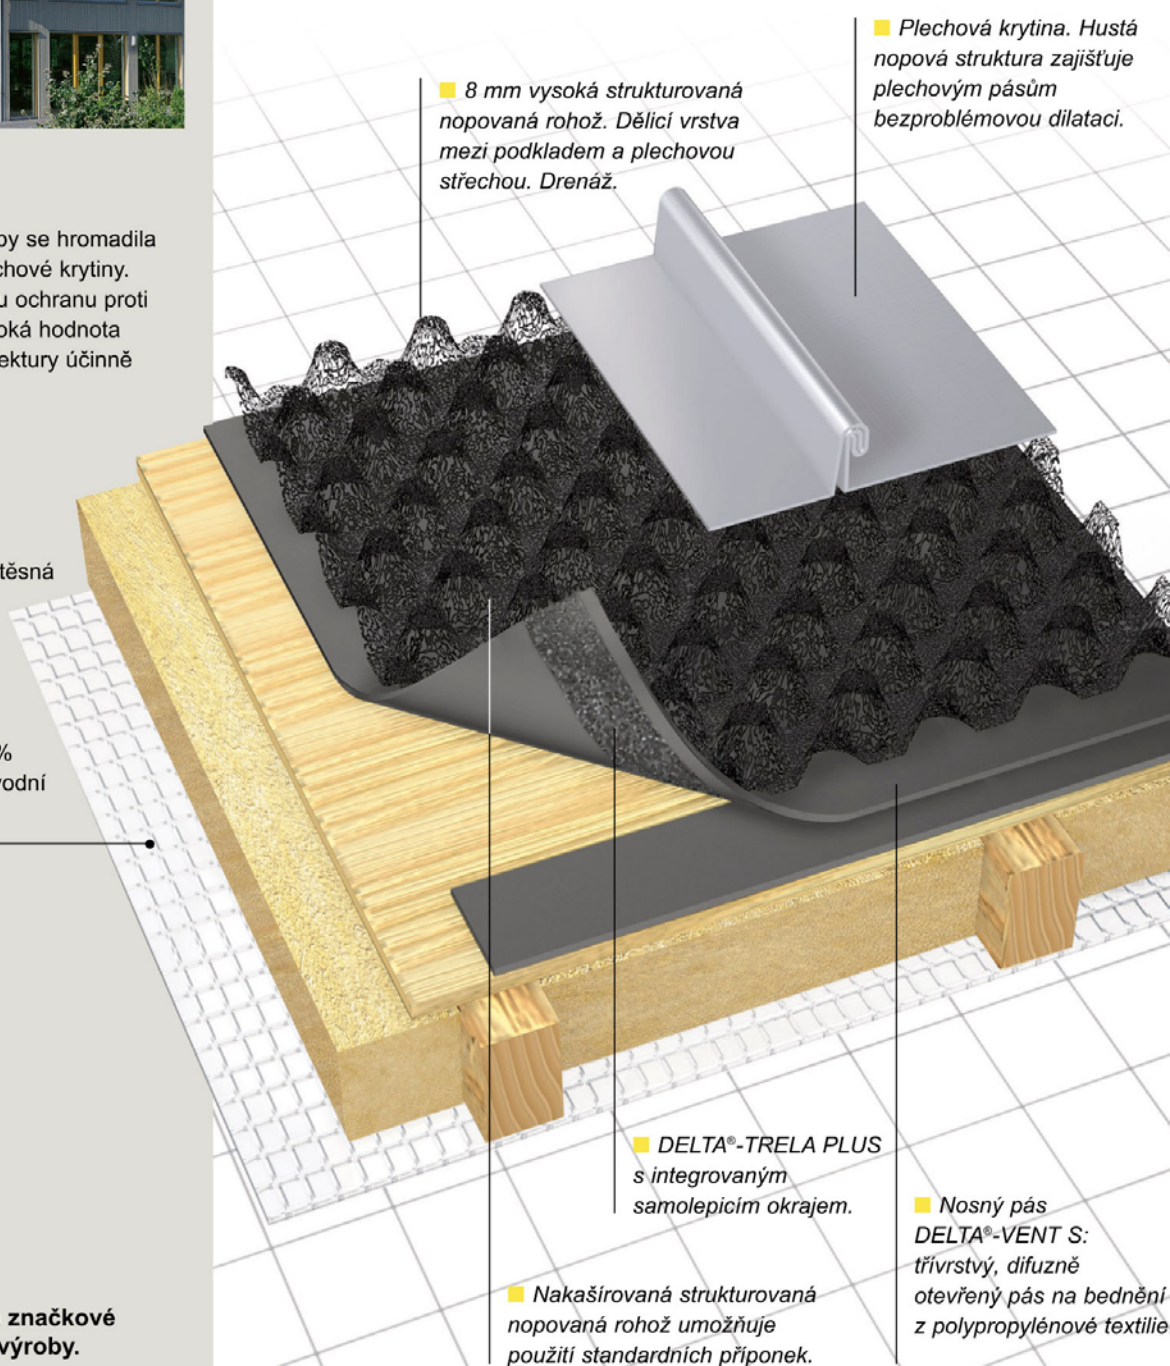 by se hromadila
chové krytiny.
u ochranu proti
oká hodnota
ektury účinně
těsná
%
vodní
značkové
výroby.
8 mm vysoká strukturovaná
nopovaná rohož. Dělicí vrstva
mezi podkladem a plechovou
střechou. Drenáž.
Plechová krytina. Hustá
nopová struktura zajišťuje
plechovým pásům
bezproblémovou dilataci.
DELTA®-TRELA PLUS
s integrovaným
samolepicím okrajem.
Nosný pás
DELTA®-VENT S:
třívrstvý, difuzně
otevřený pás na bednění
z polypropylénové textilie
Nakašírovaná strukturovaná
nopovaná rohož umožňuje
použití standardních příponek.